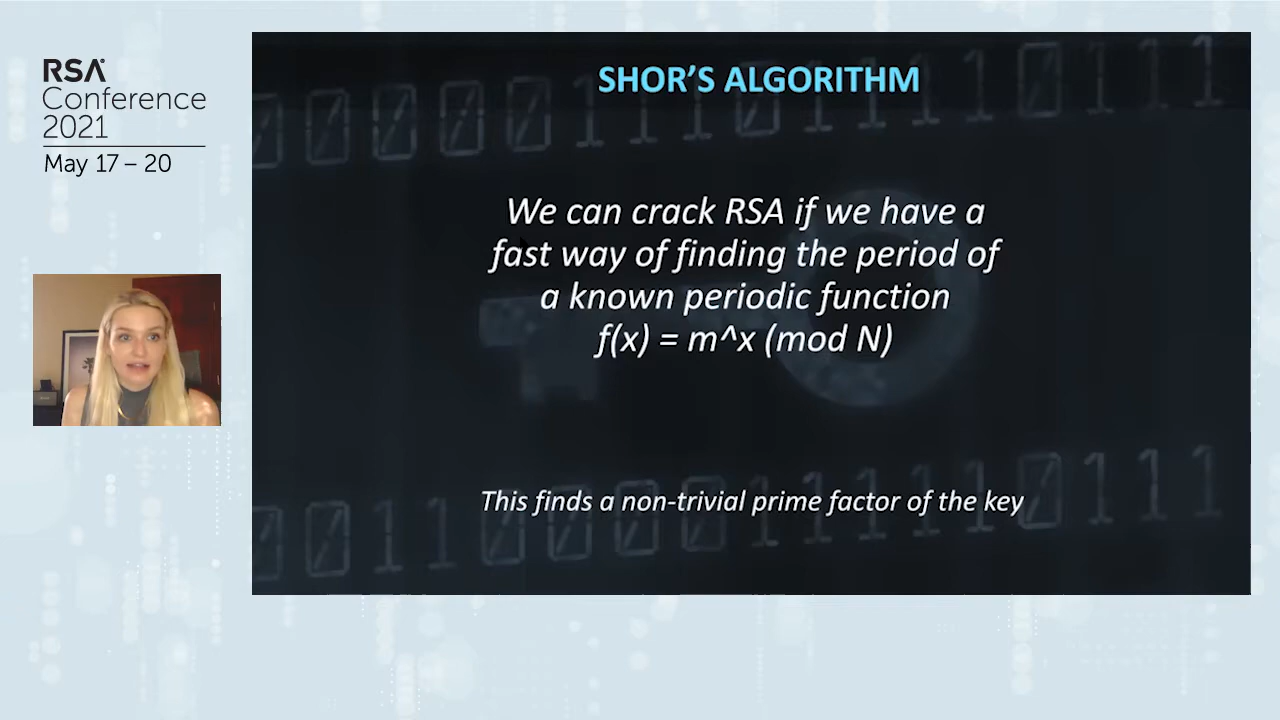 RSA
Conference
2021
May 17 – 20
SHOR'S ALGORITHM
We can crack RSA if we have a
fast way of finding the period of
a known periodic function
f(x) = m^x (mod N)
This finds a non-trivial prime factor of the key